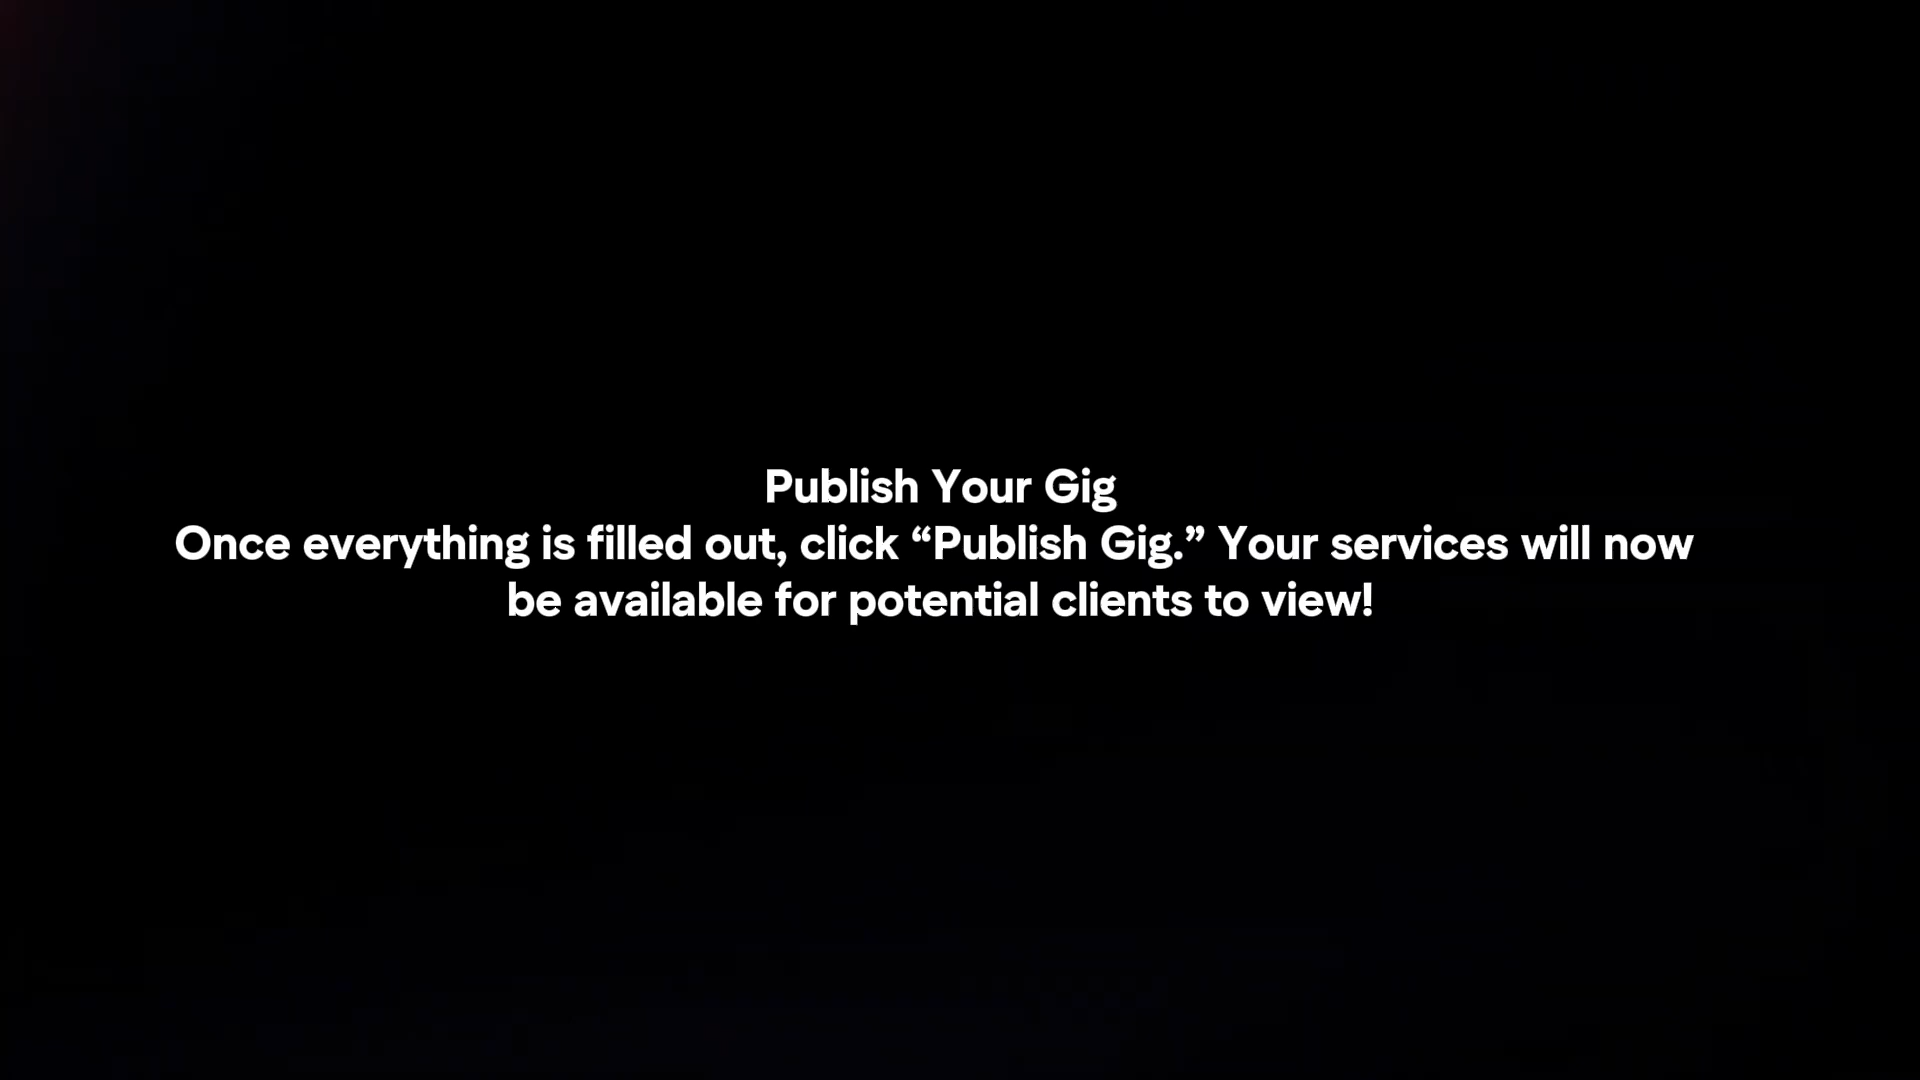 Publish Your Gig
Once everything is filled out, click “Publish Gig.” Your services will now
be available for potential clients to view!